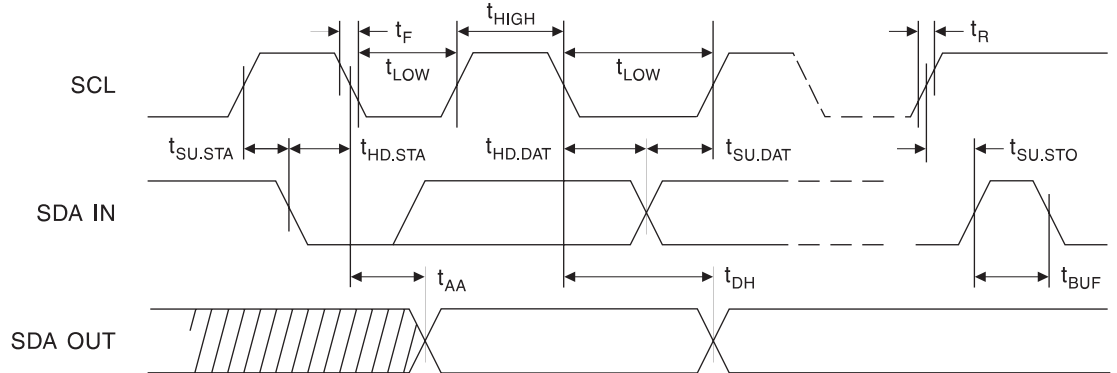 tF
tHIGH
tR
tLOW
tLOW
SCL
tSU.STA
tHD.STA
tHD.DAT
tSU.DAT
tSU.STO
SDA IN
tAA
tDH
tBUF
SDA OUT